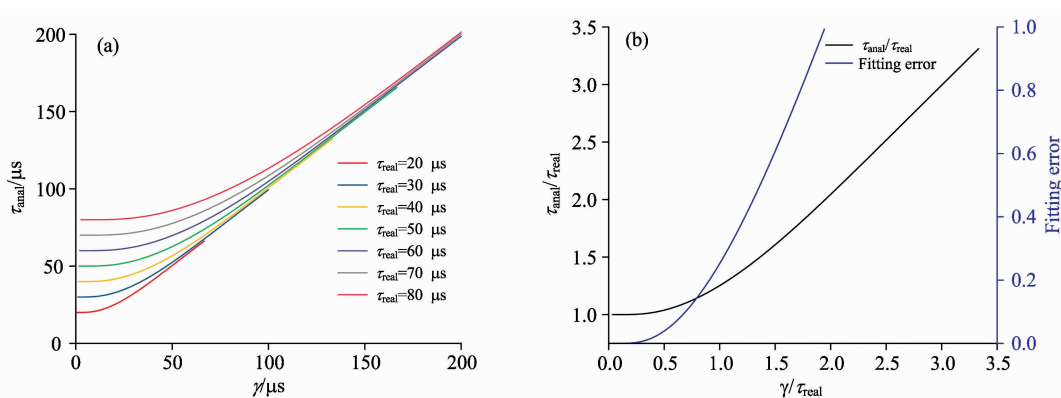 (a)
200
150
100
50
0
τanal/μs
τreal=20 μs
τreal=30 μs
τreal=40 μs
τreal=50 μs
τreal=60 μs
τreal=70 μs
τreal=80 μs
0 50 100 150 200
γ/μs
(b)
3.5
3.0
2.5
2.0
1.5
1.0
τanal/τreal
τanal/τreal
Fitting error
1.0
0.8
0.6
0.4
0.2
0.0
Fitting error
0.0 0.5 1.0 1.5 2.0 2.5 3.0 3.5
γ/τreal